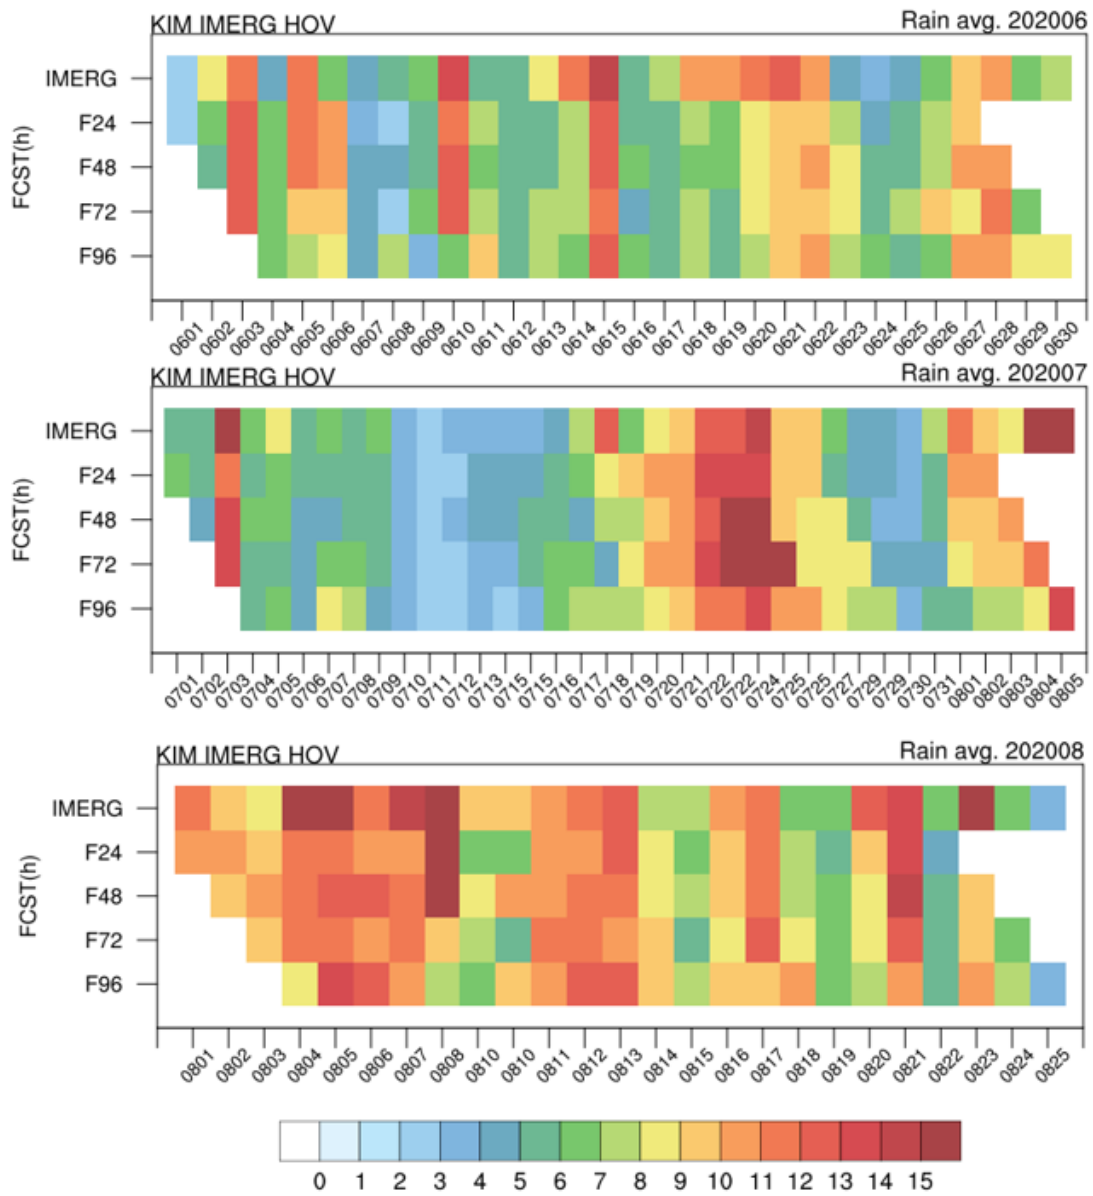 KIM IMERG HOV Rain avg. 202006
FCST(h)
IMERG
F24
F48
F72
F96
0601 0602 0603 0604 0605 0606 0607 0608 0609 0610 0611 0612 0613 0614 0615 0616 0617 0618 0619 0620 0621 0622 0623 0624 0625 0626 0627 0628 0629 0630
KIM IMERG HOV Rain avg. 202007
FCST(h)
IMERG
F24
F48
F72
F96
0701 0702 0703 0704 0705 0706 0707 0708 0709 0710 0711 0712 0713 0715 0715 0716 0717 0718 0719 0720 0721 0722 0722 0724 0725 0725 0727 0729 0729 0730 0731 0801 0802 0803 0804 0805
KIM IMERG HOV Rain avg. 202008
FCST(h)
IMERG
F24
F48
F72
F96
0801 0802 0803 0804 0805 0806 0807 0808 0810 0810 0811 0812 0813 0814 0815 0816 0817 0818 0819 0820 0821 0822 0823 0824 0825
0 1 2 3 4 5 6 7 8 9 10 11 12 13 14 15